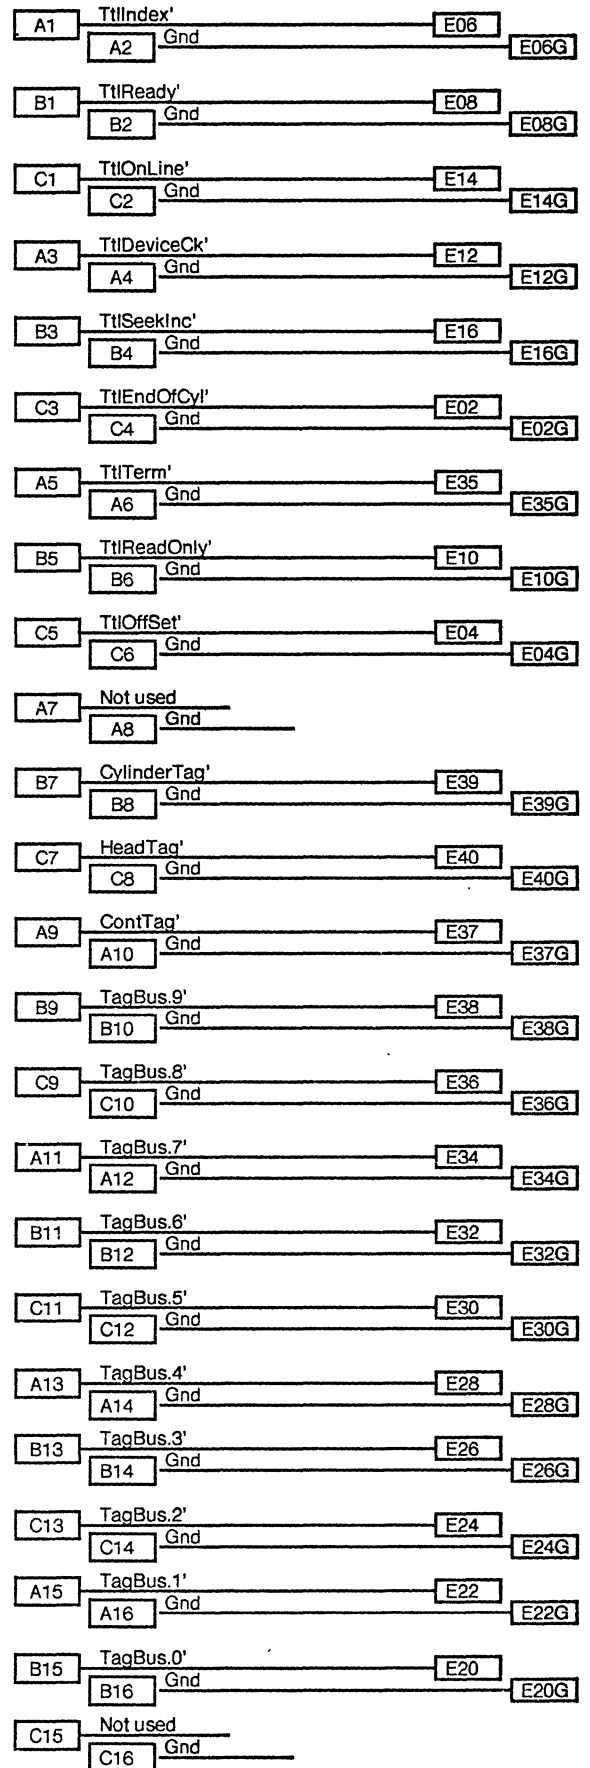 A1 TtlIndex' E06
A2 Gnd E06G
B1 TtlReady' E08
B2 Gnd E08G
C1 TtlOnLine' E14
C2 Gnd E14G
A3 TtlDeviceCk' E12
A4 Gnd E12G
B3 TtlSeekInc' E16
B4 Gnd E16G
C3 TtlEndOfCyl' E02
C4 Gnd E02G
A5 TtlTerm' E35
A6 Gnd E35G
B5 TtlReadOnly' E10
B6 Gnd E10G
C5 TtlOffSet' E04
C6 Gnd E04G
A7 Not used
A8 Gnd
B7 CylinderTag' E39
B8 Gnd E39G
C7 HeadTag' E40
C8 Gnd E40G
A9 ContTag' E37
A10 Gnd E37G
B9 TagBus.9' E38
B10 Gnd E38G
C9 TagBus.8' E36
C10 Gnd E36G
A11 TagBus.7' E34
A12 Gnd E34G
B11 TagBus.6' E32
B12 Gnd E32G
C11 TagBus.5' E30
C12 Gnd E30G
A13 TagBus.4' E28
A14 Gnd E28G
B13 TagBus.3' E26
B14 Gnd E26G
C13 TagBus.2' E24
C14 Gnd E24G
A15 TagBus.1' E22
A16 Gnd E22G
B15 TagBus.0' E20
B16 Gnd E20G
C15 Not used
C16 Gnd